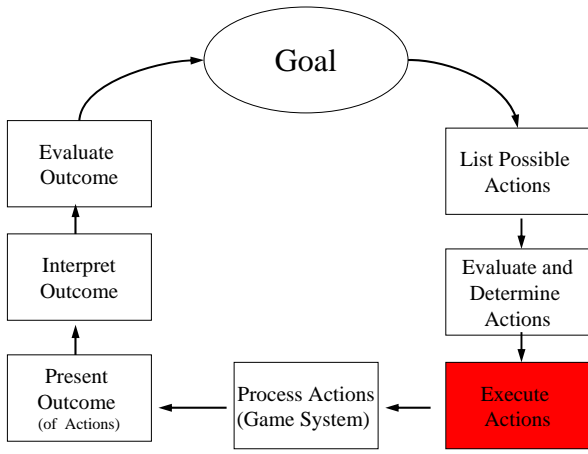 Goal
List Possible
Actions
Evaluate and
Determine
Actions
Execute
Actions
Process Actions
(Game System)
Present
Outcome
(of Actions)
Interpret
Outcome
Evaluate
Outcome